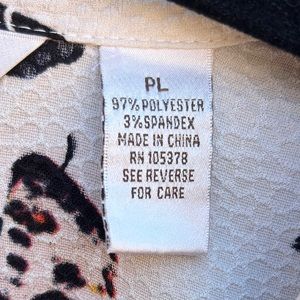 PL
97% POLYESTER
3% SPANDEX
MADE IN CHINA
RN 105378
SEE REVERSE
FOR CARE